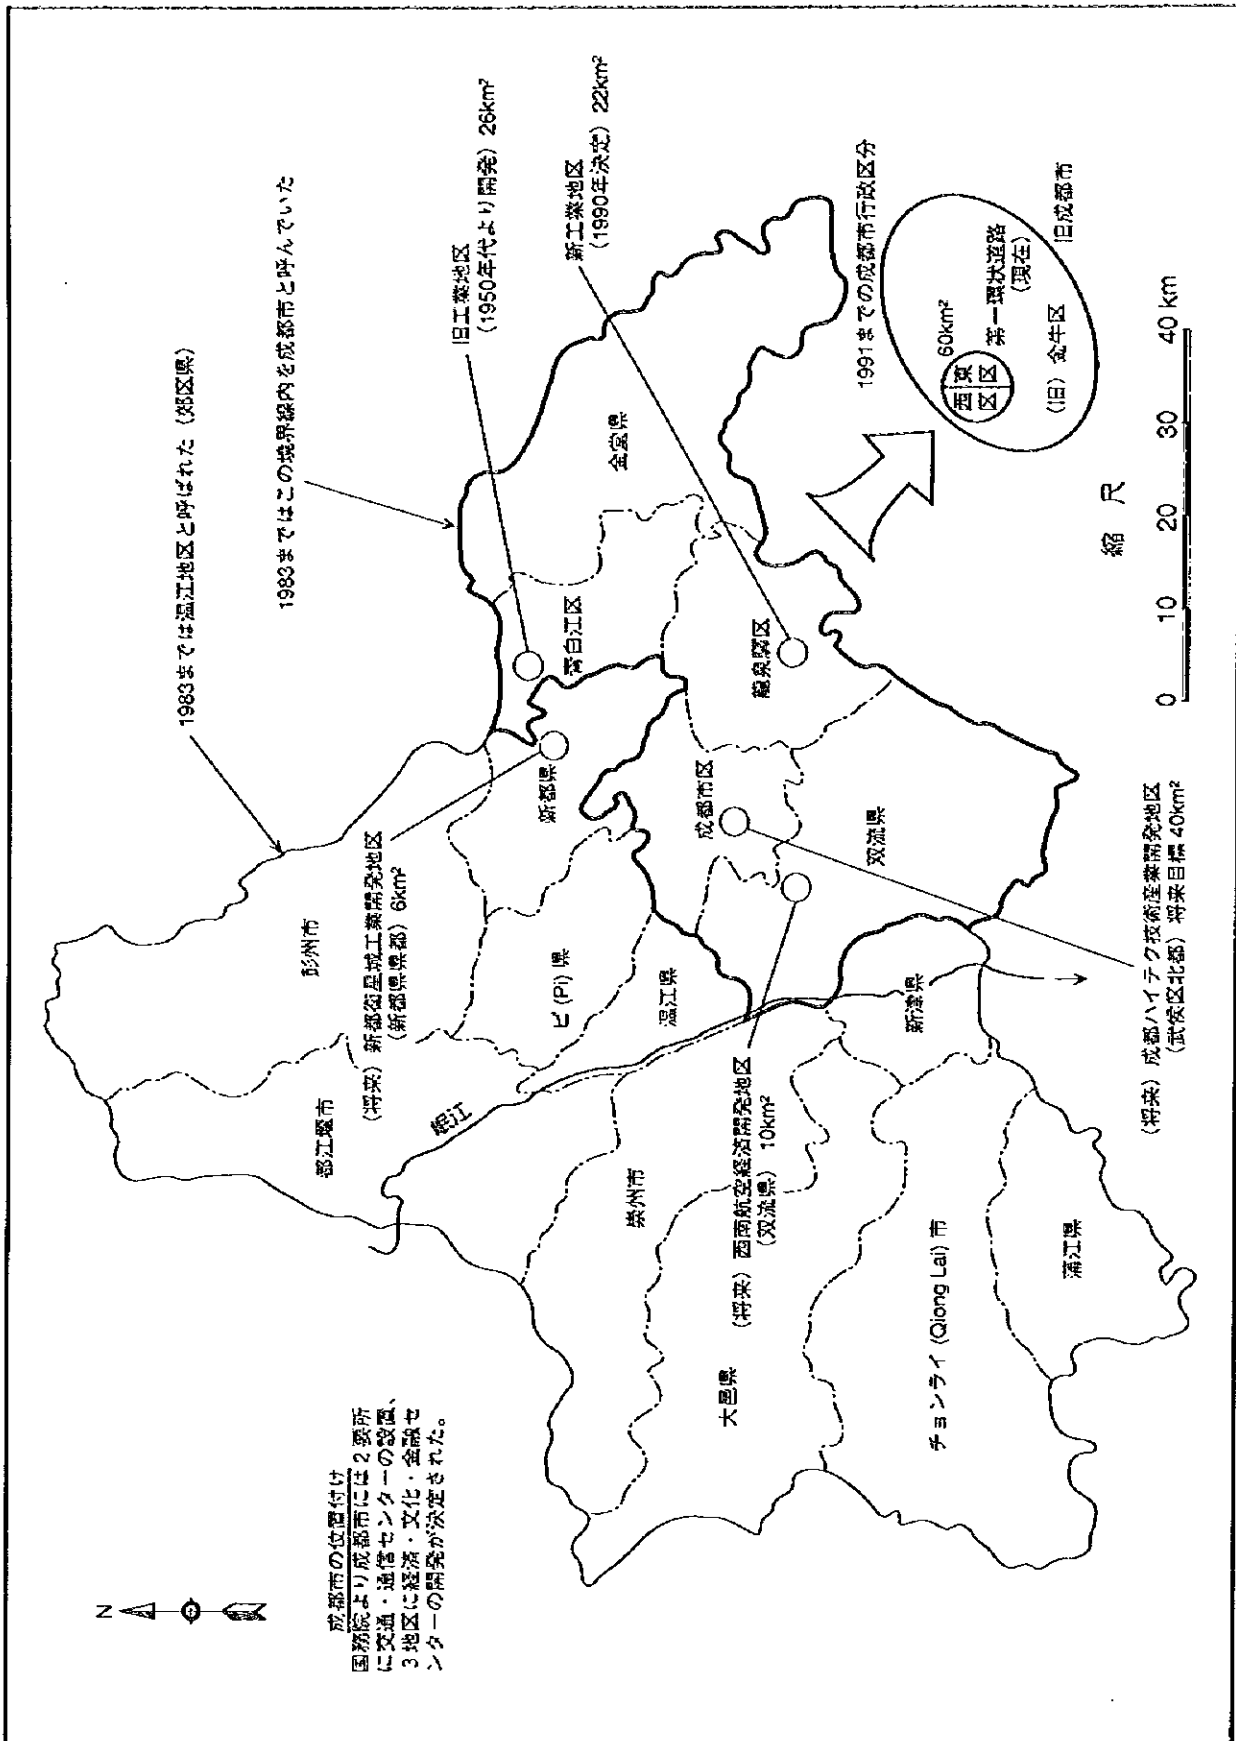 N
成都市の位置付け
国務院より成都市には2要所
に交通・通信センターの設置、
3地区に経済・文化・金融セ
ンターの開発が決定された。
1983までは温江地区と呼ばれた (郊区県)
1983まではこの境界線内を成都市と呼んでいた
旧工業地区
(1950年代より開発) 26km²
新工業地区
(1990年決定) 22km²
(将来) 新都衛星城工業開発地区
(新都県県都) 6km²
彭州市
都江堰市
岷江
ピ (Pi) 県
新都県
青白江区
金堂県
温江県
崇州市
成都市区
龍泉驛区
大邑県
(将来) 西南航空経済開発地区
(双流県) 10km²
双流県
新津県
チョンライ (Qiong Lai) 市
蒲江県
(将来) 成都ハイテク技術産業開発地区
(武侯区北都) 将来目標 40km²
1991までの成都市行政区分
60km²
西 東
区 区
第一環状道路
(現在)
(旧) 金牛区
旧成都市
縮 尺
0 10 20 30 40 km